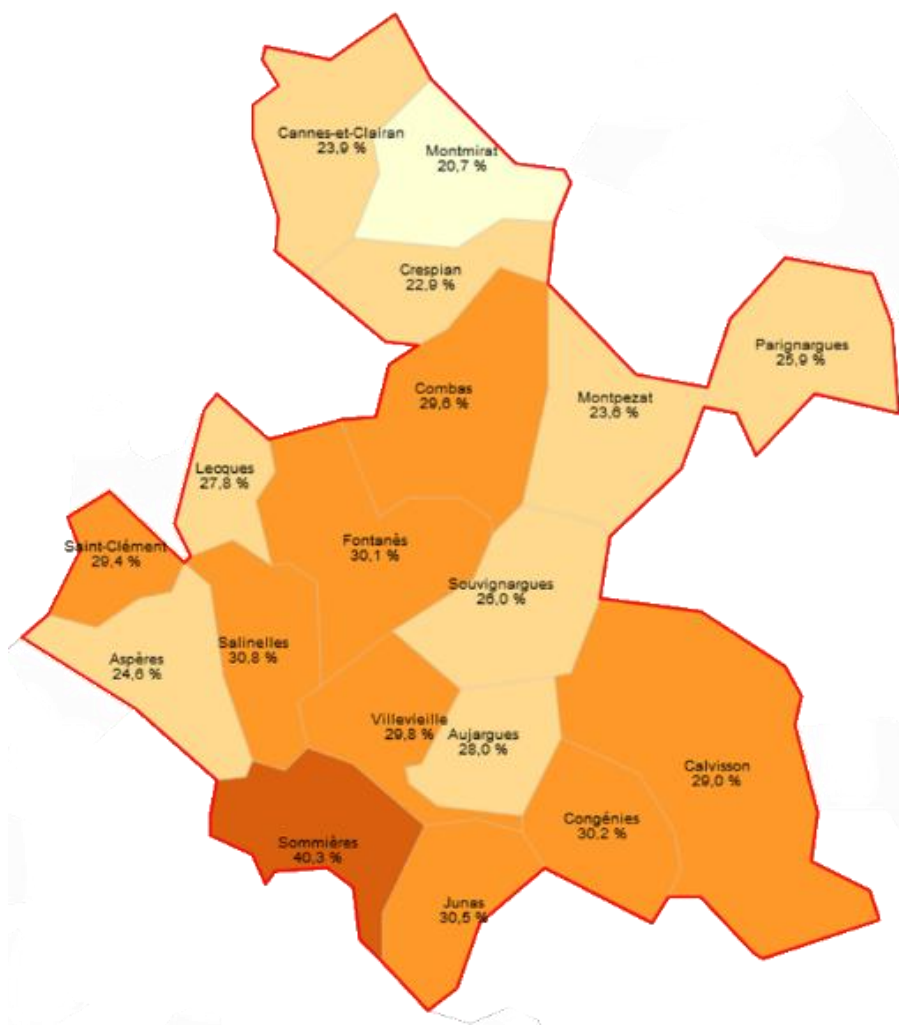 Cannes-et-Clairan
23,9 %
Montmirat
20,7 %
Crespian
22,9 %
Parignargues
25,9 %
Combas
29,6 %
Montpezat
23,6 %
Lecques
27,8 %
Saint-Clément
29,4 %
Fontanès
30,1 %
Souvignargues
26,0 %
Salinelles
30,8 %
Aspères
24,6 %
Villevieille
29,8 %
Aujargues
28,0 %
Calvisson
29,0 %
Congénies
30,2 %
Sommières
40,3 %
Junas
30,5 %